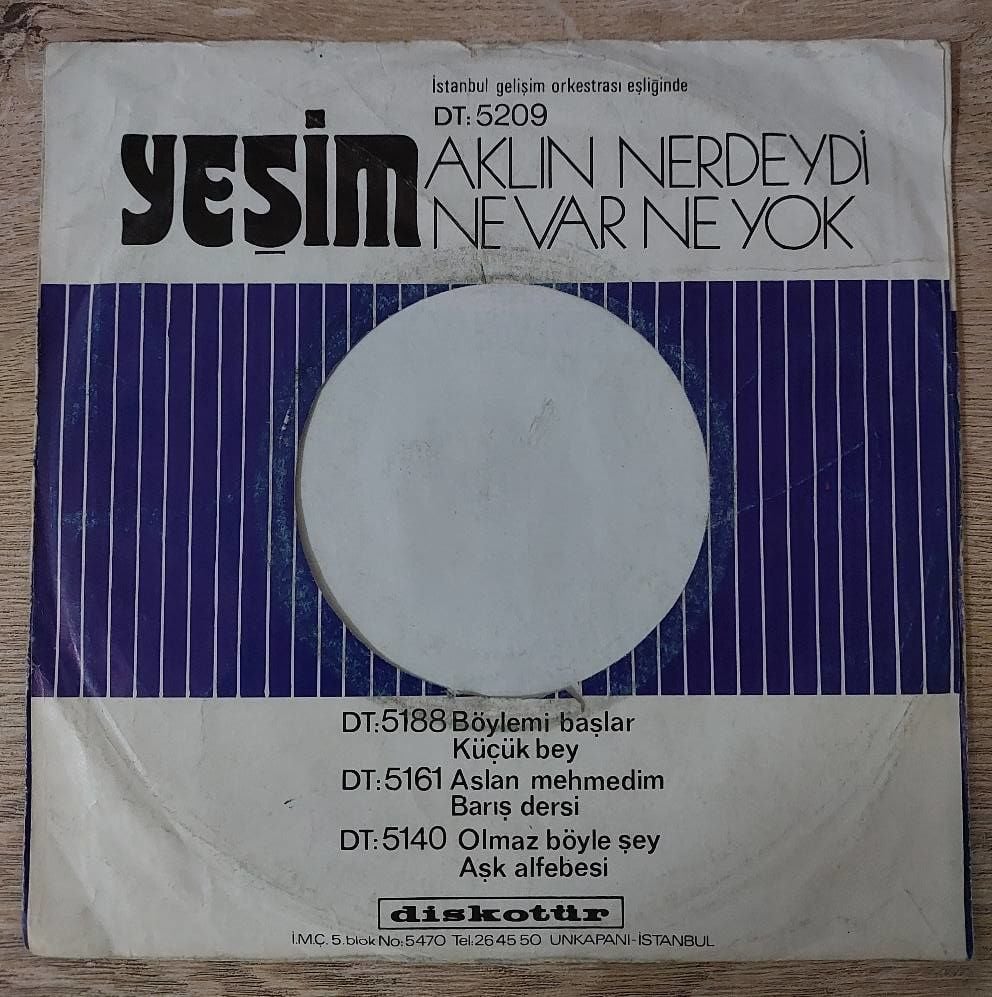 İstanbul gelişim orkestrası eşliğinde
DT: 5209
YEŞİM
AKLIN NERDEYDİ
NE VAR NE YOK
DT: 5188 Böylemi başlar
Küçük bey
DT: 5161 Aslan mehmedim
Barış dersi
DT: 5140 Olmaz böyle şey
Aşk alfebesi
diskotür
İ.M.Ç. 5. blok No: 5470 Tel: 26 45 50 UNKAPANI-İSTANBUL